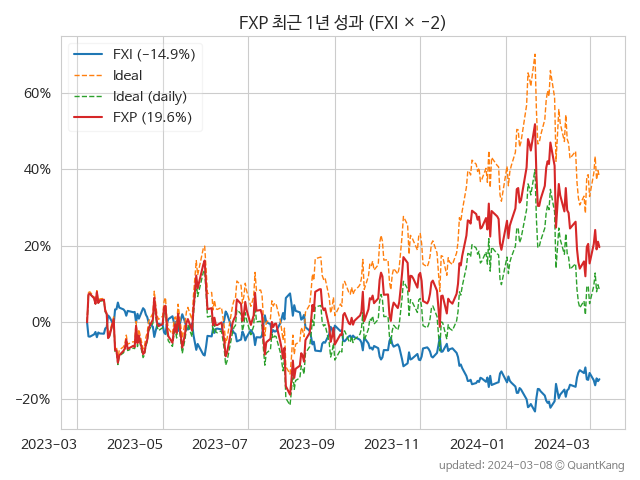 FXP 최근 1년 성과 (FXI × −2)
FXI (−14.9%)
Ideal
Ideal (daily)
FXP (19.6%)
60%
40%
20%
0%
−20%
2023−03 2023−05 2023−07 2023−09 2023−11 2024−01 2024−03
updated: 2024−03−08 © QuantKang